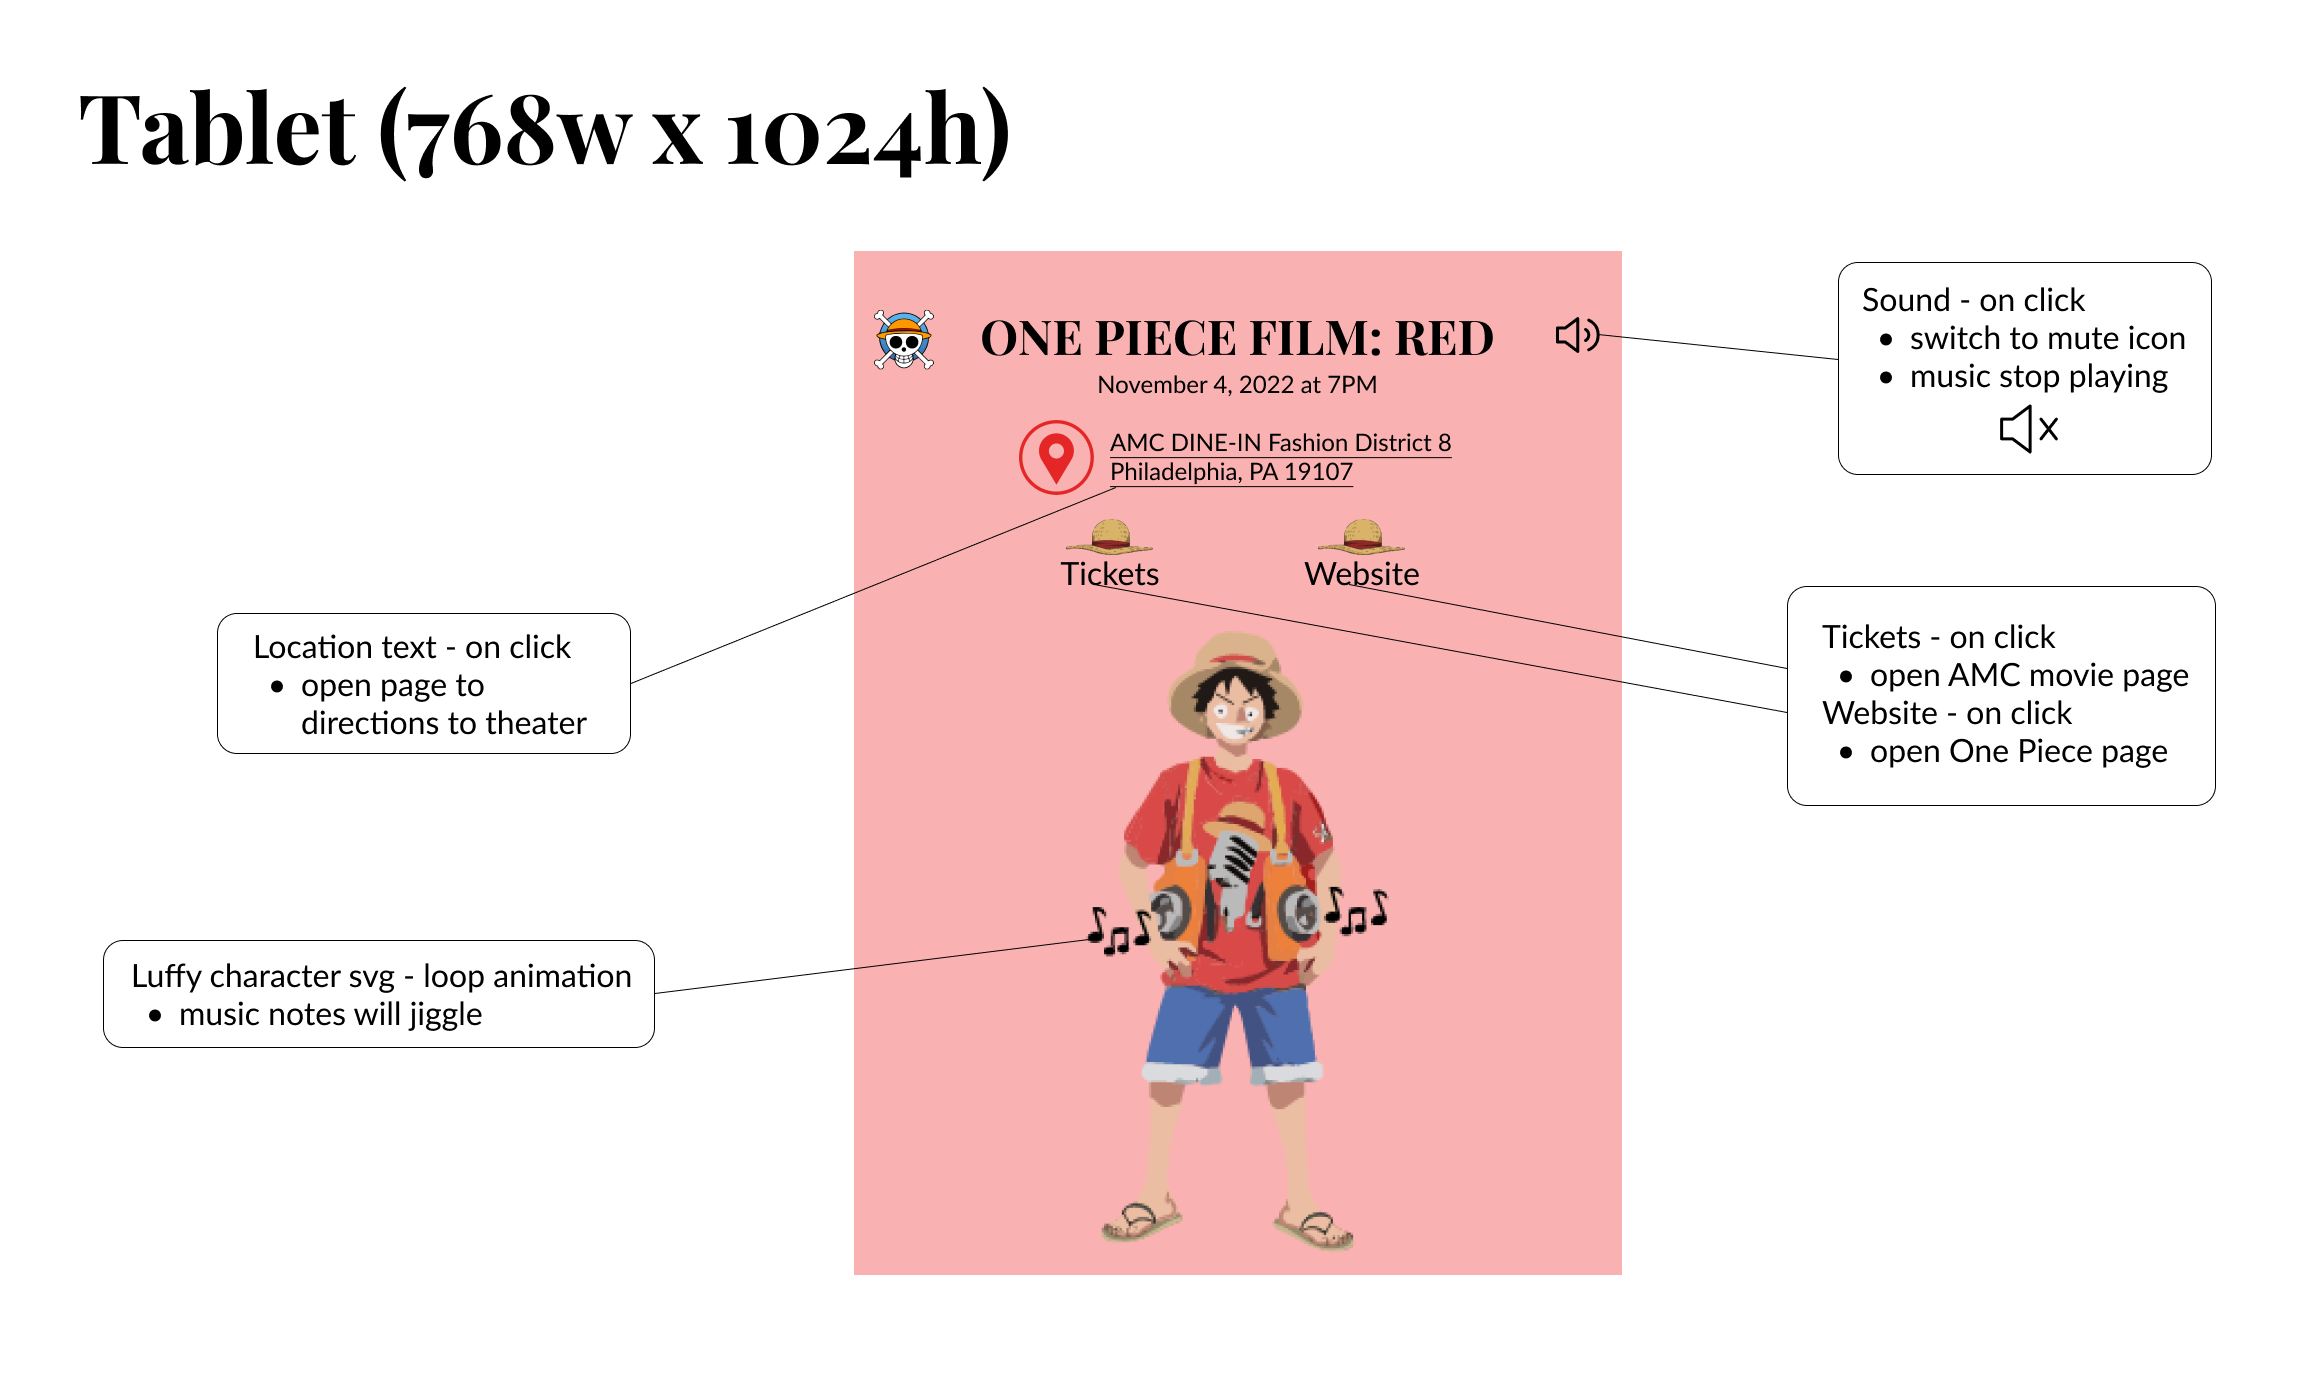 Tablet (768w x 1024h)
ONE PIECE FILM: RED
November 4, 2022 at 7PM
AMC DINE-IN Fashion District 8
Philadelphia, PA 19107
Tickets
Website
Sound - on click
• switch to mute icon
• music stop playing
Location text - on click
• open page to
directions to theater
Tickets - on click
• open AMC movie page
Website - on click
• open One Piece page
Luffy character svg - loop animation
• music notes will jiggle